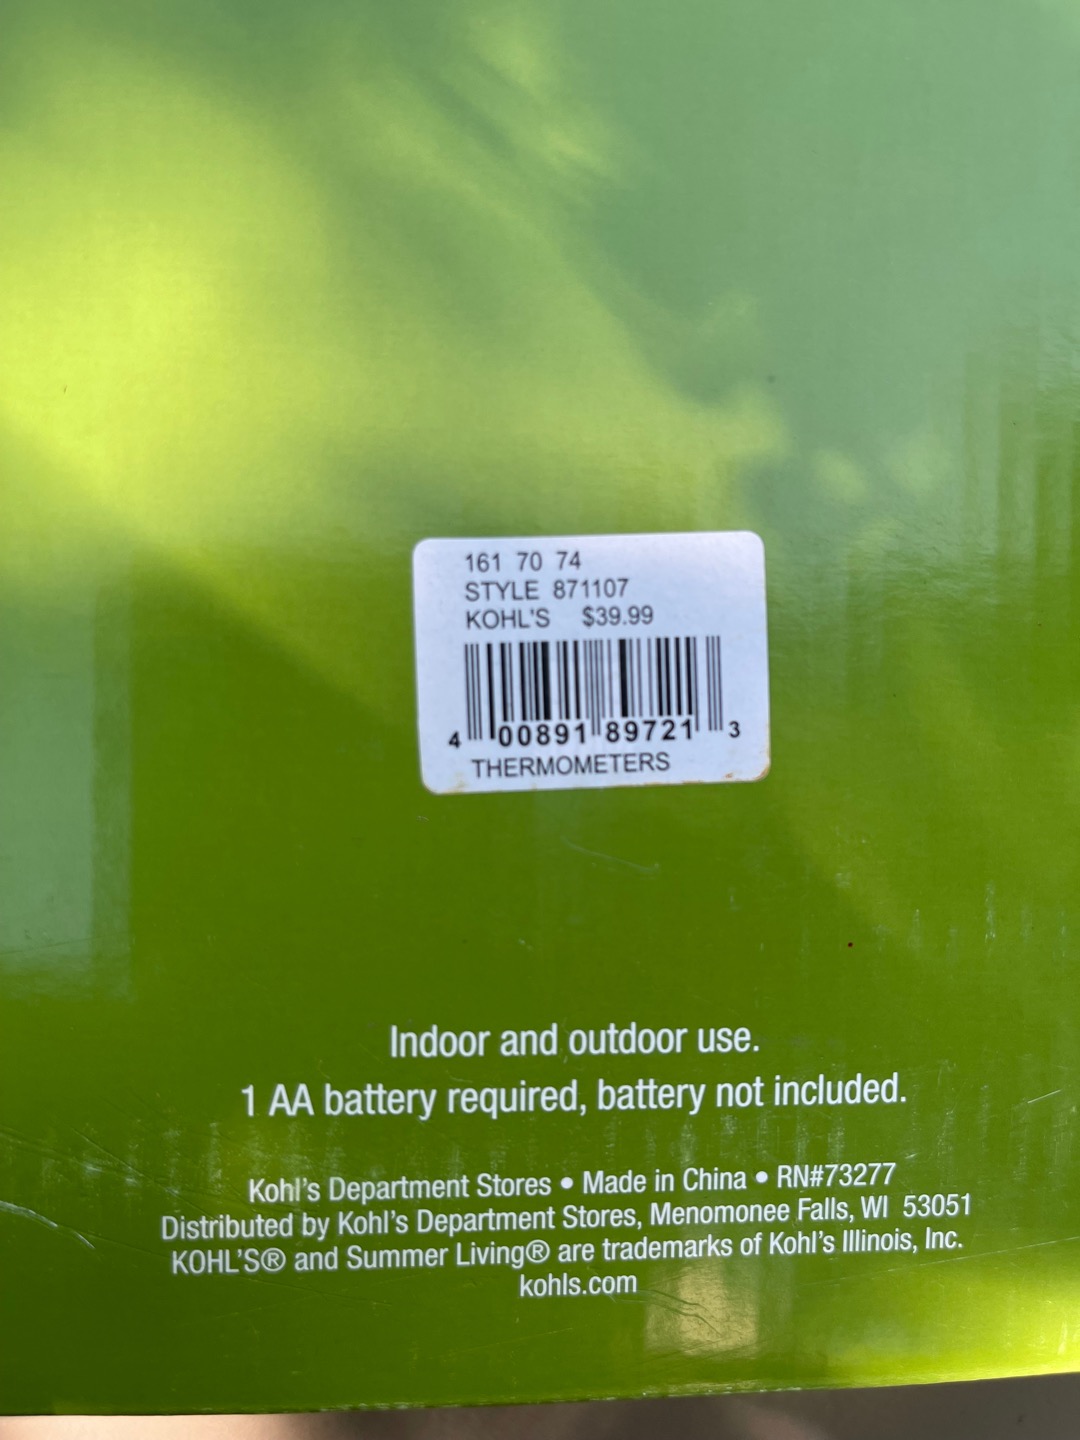 161 70 74
STYLE 871107
KOHL'S $39.99
4 00891 89721 3
THERMOMETERS
Indoor and outdoor use.
1 AA battery required, battery not included.
Kohl's Department Stores • Made in China • RN#73277
Distributed by Kohl's Department Stores, Menomonee Falls, WI 53051
KOHL'S® and Summer Living® are trademarks of Kohl's Illinois, Inc.
kohls.com